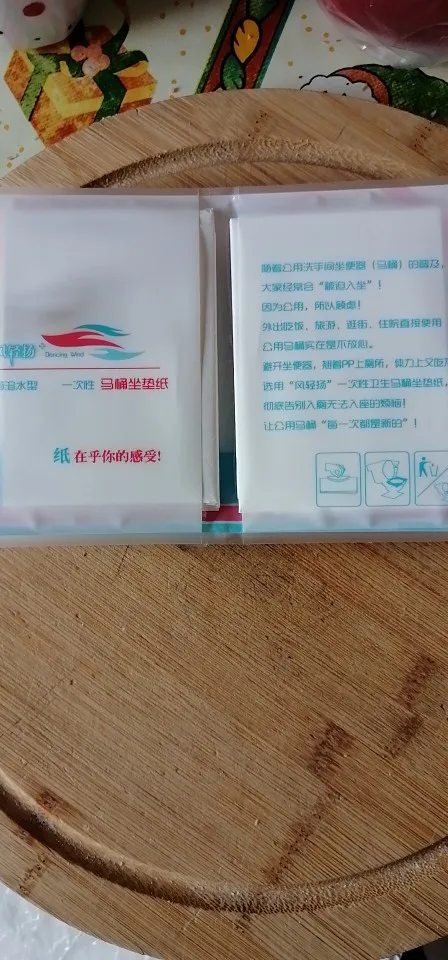 风轻扬
Dancing Wind
泊水型 一次性 马桶坐垫纸
纸 在乎你的感受!
随着公用洗手间坐便器（马桶）的普及，
大家经常会“被迫入坐”！
因为公用，所以顾虑！
外出吃饭、旅游、逛街、住院直接使用
公用马桶实在是不放心。
避开坐便器，翘着PP上厕所，体力上又吃
选用“风轻扬”一次性卫生马桶坐垫纸，
彻底告别入厕无法入座的烦恼！
让公用马桶“每一次都是新的”！